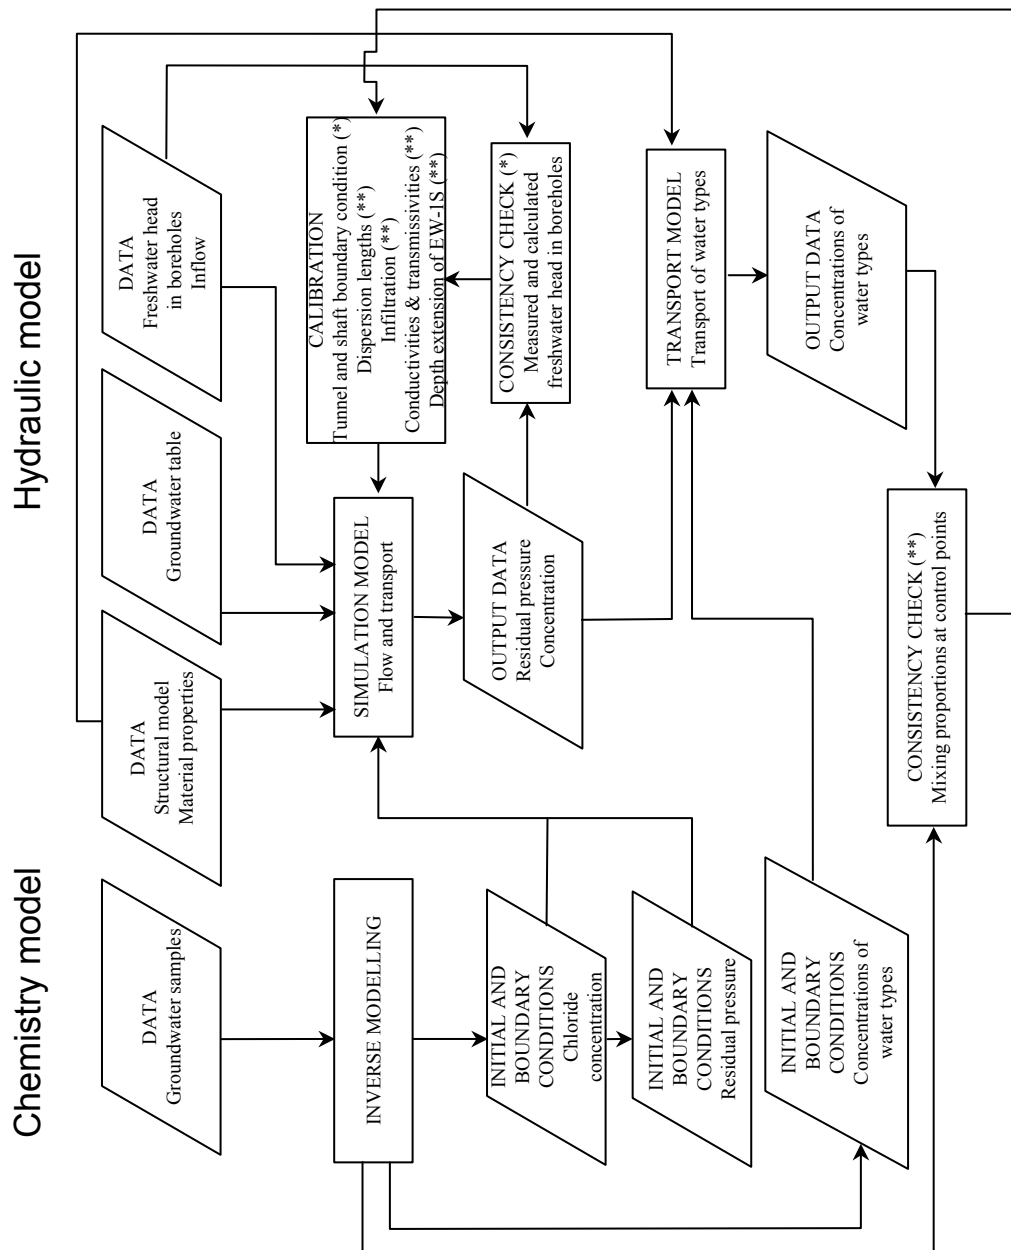 Chemistry model
Hydraulic model
DATA
Groundwater samples
DATA
Structural model
Material properties
DATA
Groundwater table
DATA
Freshwater head
in boreholes
Inflow
INVERSE MODELLING
SIMULATION MODEL
Flow and transport
CALIBRATION
Tunnel and shaft boundary condition (*)
Dispersion lengths (**)
Infiltration (**)
Conductivities & transmissivities (**)
Depth extension of EW-1S (**)
INITIAL AND
BOUNDARY
CONDITIONS
Chloride
concentration
OUTPUT DATA
Residual pressure
Concentration
CONSISTENCY CHECK (*)
Measured and calculated
freshwater head in boreholes
INITIAL AND
BOUNDARY
CONDITIONS
Residual pressure
TRANSPORT MODEL
Transport of water types
INITIAL AND
BOUNDARY
CONDITIONS
Concentrations of
water types
OUTPUT DATA
Concentrations of
water types
CONSISTENCY CHECK (**)
Mixing proportions at control points